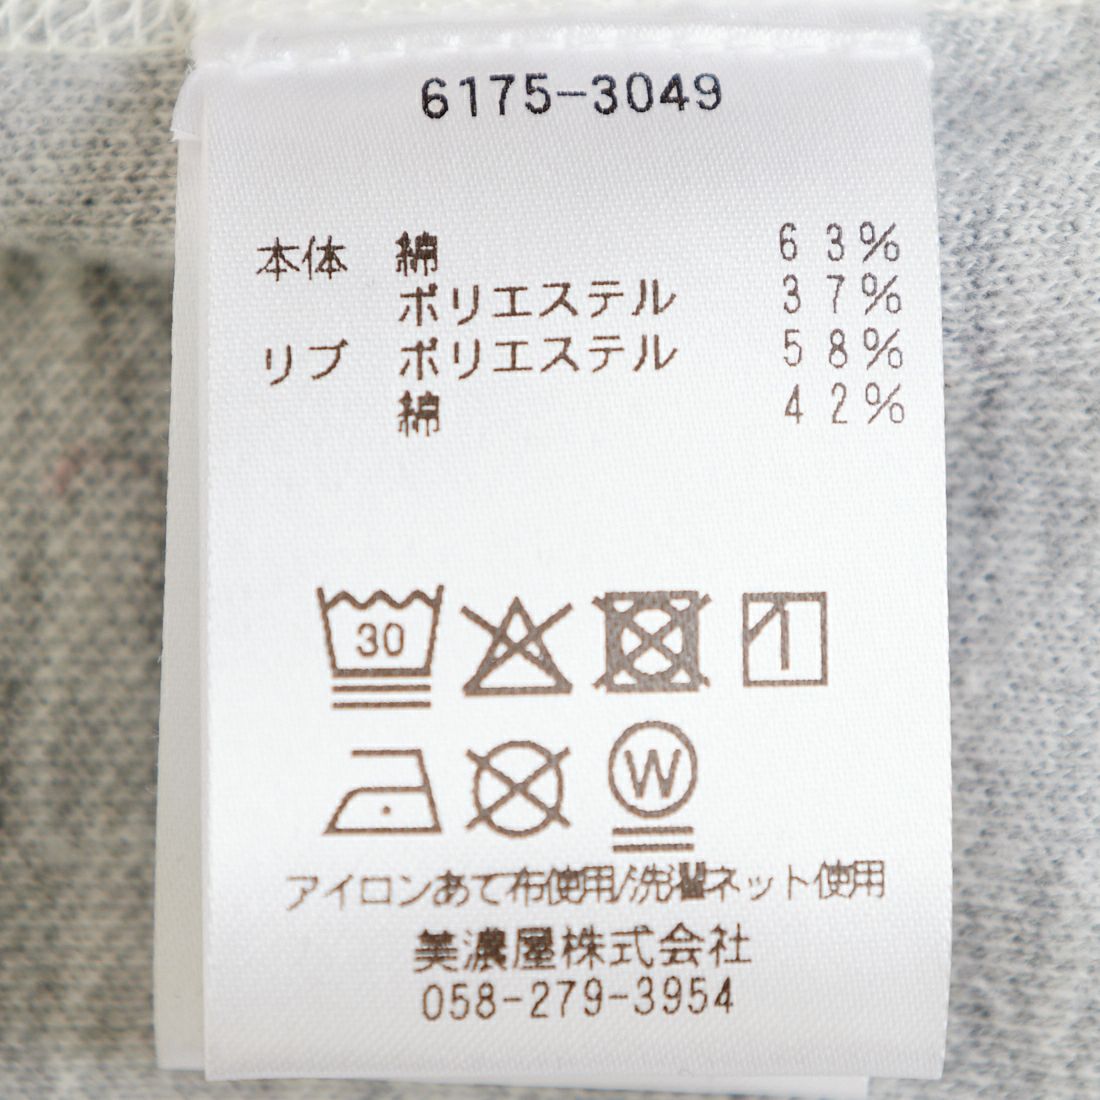 6175-3049
本体 綿 63%
ポリエステル 37%
リブ ポリエステル 58%
綿 42%
30
W
アイロンあて布使用/洗濯ネット使用
美濃屋株式会社
058-279-3954